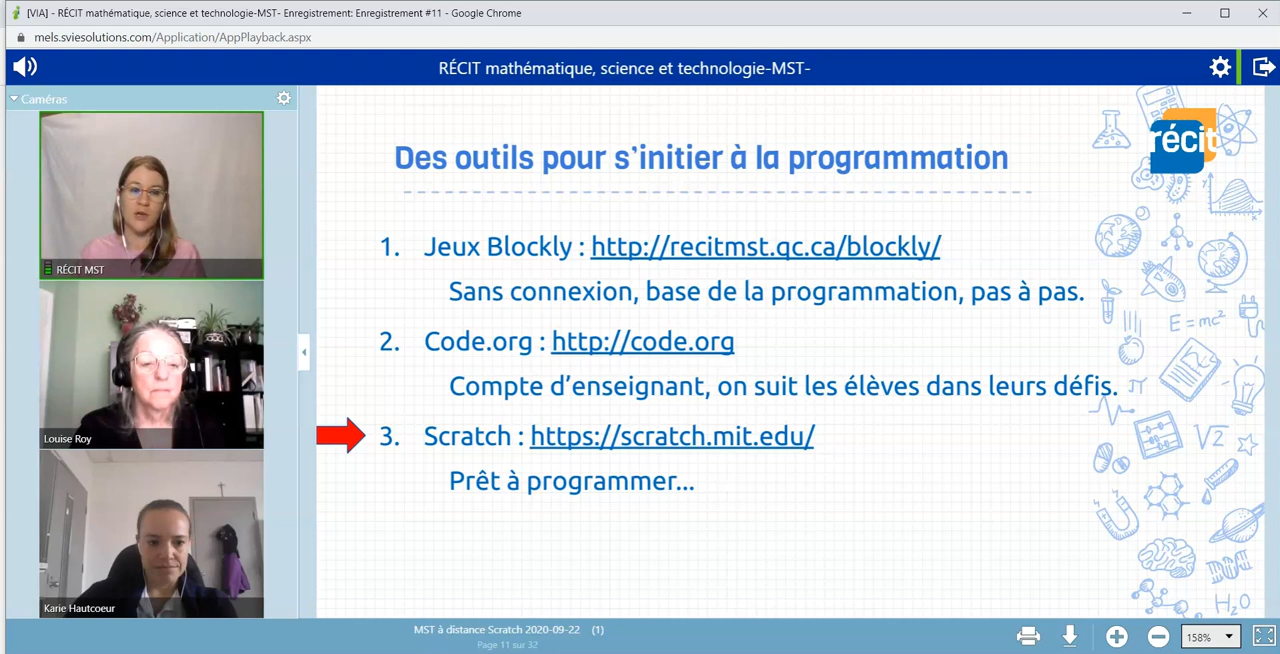 [VIA] - RÉCIT mathématique, science et technologie-MST- Enregistrement: Enregistrement #11 - Google Chrome
mels.sviesolutions.com/Application/AppPlayback.aspx
RÉCIT mathématique, science et technologie-MST-
Caméras
RÉCIT MST
Louise Roy
Karie Hautcoeur
récit
Des outils pour s'initier à la programmation
1. Jeux Blockly : http://recitmst.qc.ca/blockly/
Sans connexion, base de la programmation, pas à pas.
2. Code.org : http://code.org
Compte d'enseignant, on suit les élèves dans leurs défis.
3. Scratch : https://scratch.mit.edu/
Prêt à programmer...
E=mc²
π
√2
H₂O
y
x
MST à distance Scratch 2020-09-22 (1)
Page 11 sur 32
158%